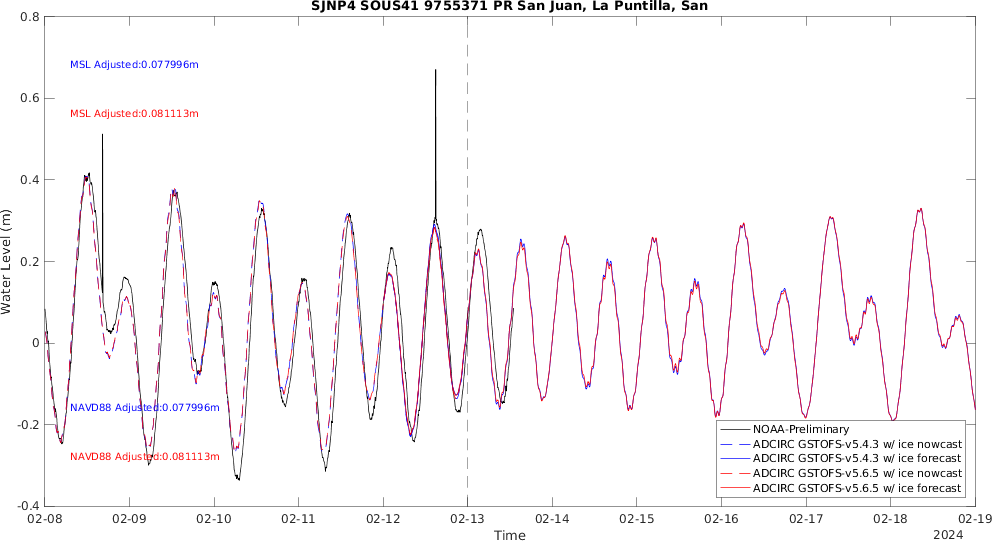 SJNP4 SOUS41 9755371 PR San Juan, La Puntilla, San
0.8
0.6
0.4
0.2
0
-0.2
-0.4
Water Level (m)
MSL Adjusted:0.077996m
MSL Adjusted:0.081113m
NAVD88 Adjusted:0.077996m
NAVD88 Adjusted:0.081113m
NOAA-Preliminary
ADCIRC GSTOFS-v5.4.3 w/ ice nowcast
ADCIRC GSTOFS-v5.4.3 w/ ice forecast
ADCIRC GSTOFS-v5.6.5 w/ ice nowcast
ADCIRC GSTOFS-v5.6.5 w/ ice forecast
02-08 02-09 02-10 02-11 02-12 02-13 02-14 02-15 02-16 02-17 02-18 02-19
Time
2024